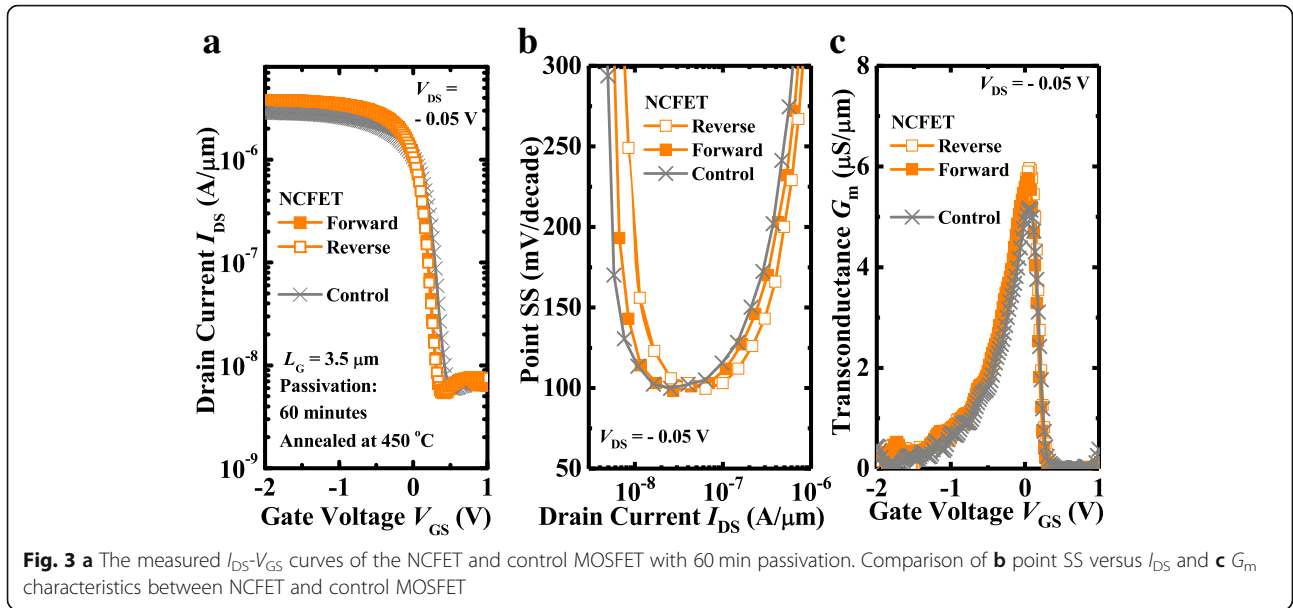 a
10⁻⁶
10⁻⁷
10⁻⁸
10⁻⁹
Drain Current I_DS (A/μm)
V_DS =
- 0.05 V
NCFET
Forward
Reverse
Control
L_G = 3.5 μm
Passivation:
60 minutes
Annealed at 450 °C
-2 -1 0 1
Gate Voltage V_GS (V)
b
300
250
200
150
100
50
Point SS (mV/decade)
NCFET
Reverse
Forward
Control
V_DS = - 0.05 V
10⁻⁸ 10⁻⁷ 10⁻⁶
Drain Current I_DS (A/μm)
c
8
6
4
2
0
Transconductance G_m (μS/μm)
V_DS = - 0.05 V
NCFET
Reverse
Forward
Control
-2 -1 0 1
Gate Voltage V_GS (V)
Fig. 3 a The measured I_DS-V_GS curves of the NCFET and control MOSFET with 60 min passivation. Comparison of b point SS versus I_DS and c G_m
characteristics between NCFET and control MOSFET